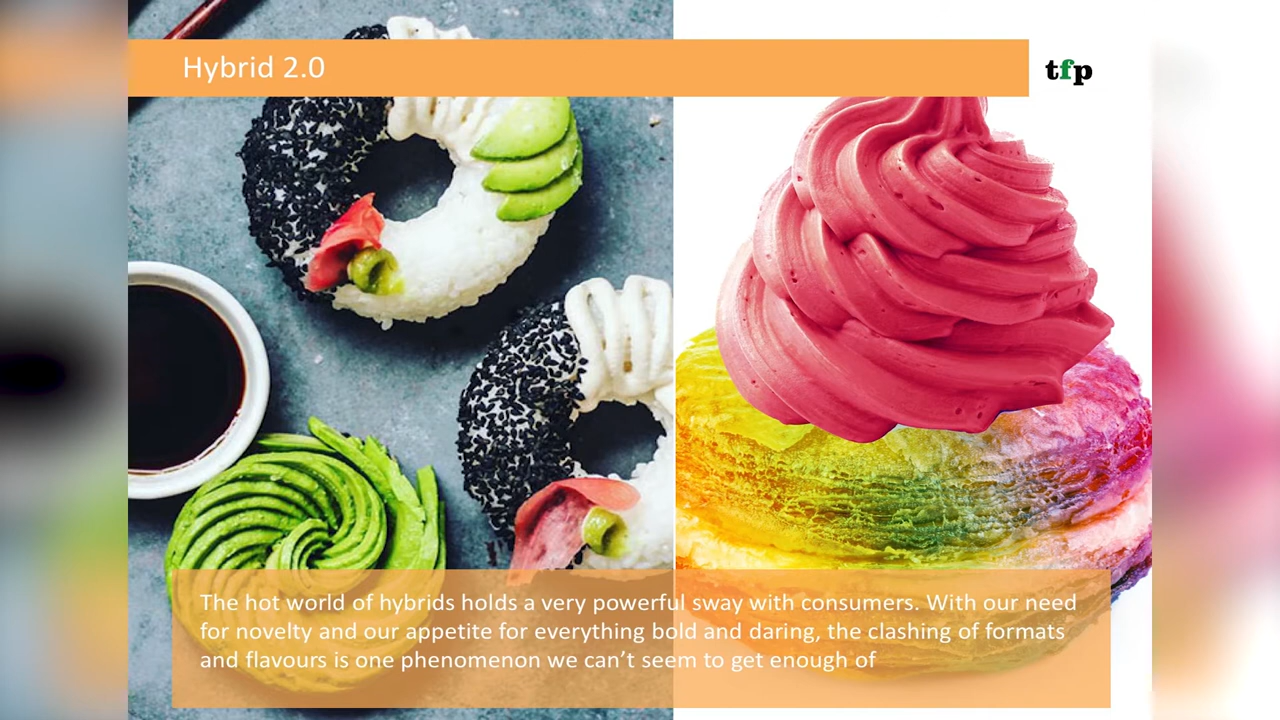 Hybrid 2.0
tfp
The hot world of hybrids holds a very powerful sway with consumers. With our need
for novelty and our appetite for everything bold and daring, the clashing of formats
and flavours is one phenomenon we can’t seem to get enough of